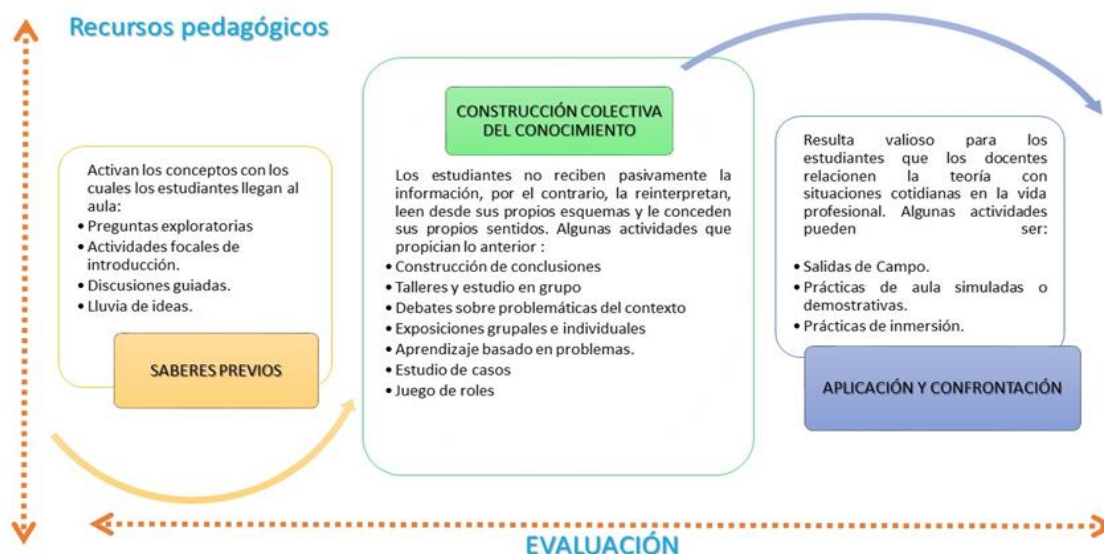 Recursos pedagógicos
Activan los conceptos con los
cuales los estudiantes llegan al
aula:
• Preguntas exploratorias
• Actividades focales de
introducción.
• Discusiones guiadas.
• Lluvia de ideas.
SABERES PREVIOS
CONSTRUCCIÓN COLECTIVA
DEL CONOCIMIENTO
Los estudiantes no reciben pasivamente la
información, por el contrario, la reinterpretan,
leen desde sus propios esquemas y le conceden
sus propios sentidos. Algunas actividades que
propician lo anterior :
• Construcción de conclusiones
• Talleres y estudio en grupo
• Debates sobre problemáticas del contexto
• Exposiciones grupales e individuales
• Aprendizaje basado en problemas.
• Estudio de casos
• Juego de roles
Resulta valioso para los
estudiantes que los docentes
relacionen la teoría con
situaciones cotidianas en la vida
profesional. Algunas actividades
pueden ser:
• Salidas de Campo.
• Prácticas de aula simuladas o
demostrativas.
• Prácticas de inmersión.
APLICACIÓN Y CONFRONTACIÓN
EVALUACIÓN